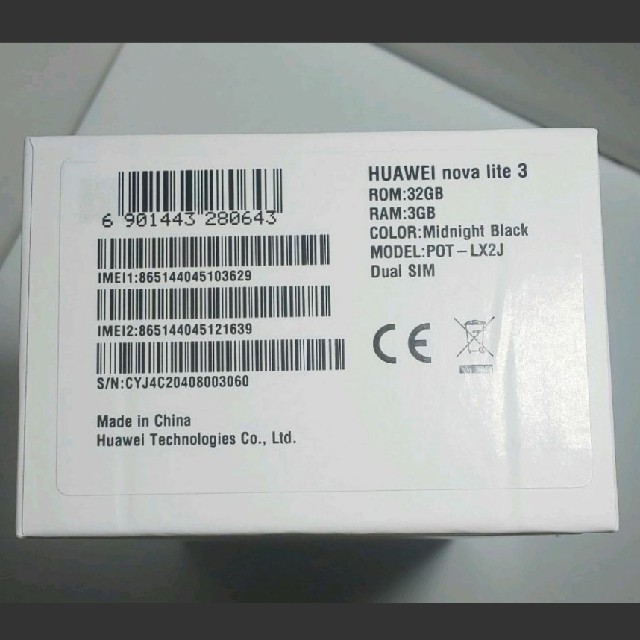 6 901443 280643
IMEI1:865144045103629
IMEI2:865144045121639
S/N:CYJ4C20408003060
Made in China
Huawei Technologies Co., Ltd.
HUAWEI nova lite 3
ROM:32GB
RAM:3GB
COLOR:Midnight Black
MODEL:POT-LX2J
Dual SIM
CE